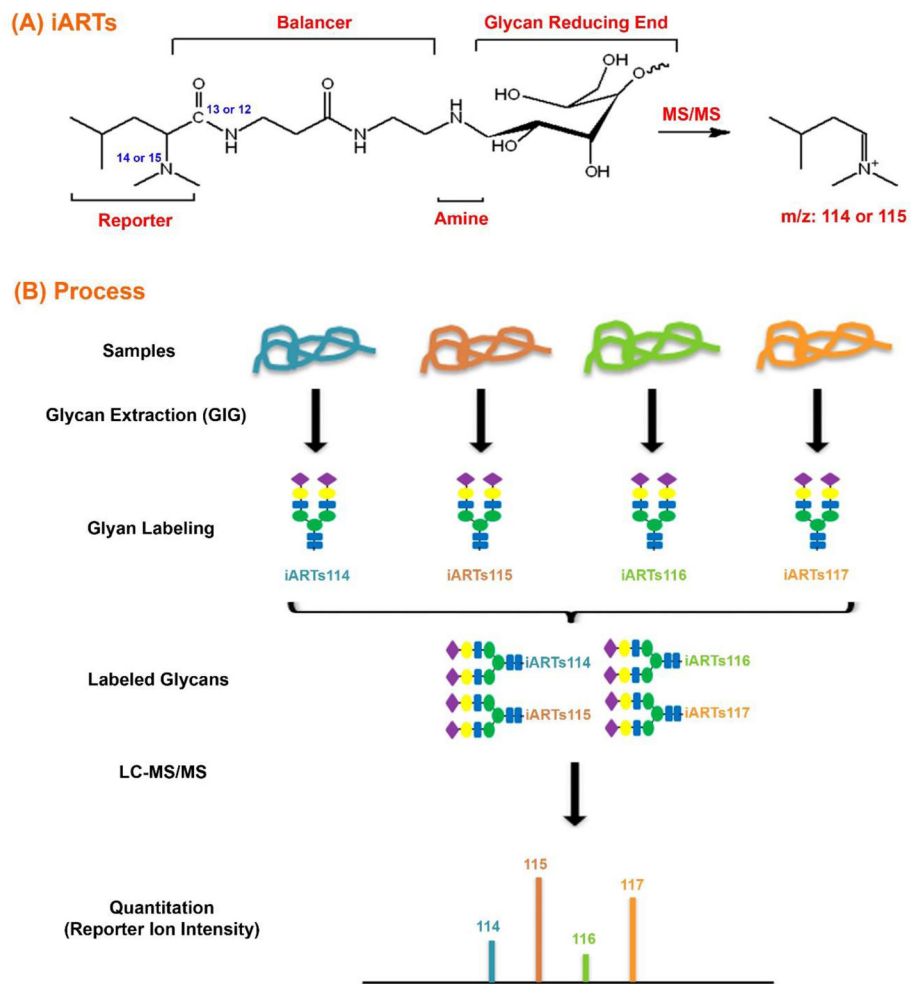 (A) iARTs
Balancer
Glycan Reducing End
O
13 or 12
C
N
H
O
N
H
H
N
HO
OH
O
HO
HO
OH
14 or 15
N
Reporter
Amine
MS/MS
N+
m/z: 114 or 115
(B) Process
Samples
Glycan Extraction (GIG)
Glyan Labeling
iARTs114
iARTs115
iARTs116
iARTs117
Labeled Glycans
iARTs114
iARTs116
iARTs115
iARTs117
LC-MS/MS
Quantitation
(Reporter Ion Intensity)
114
115
116
117